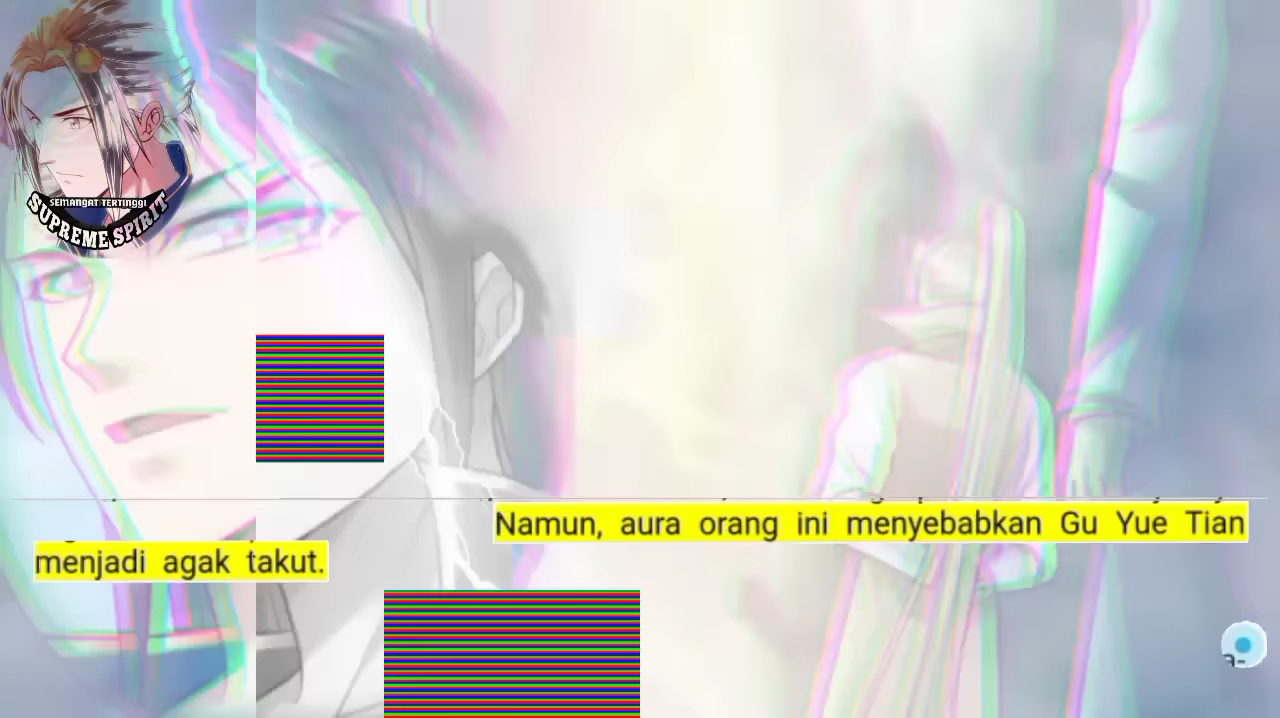 SEMANGAT TERTINGGI
SUPREME SPIRIT
Namun, aura orang ini menyebabkan Gu Yue Tian
menjadi agak takut.